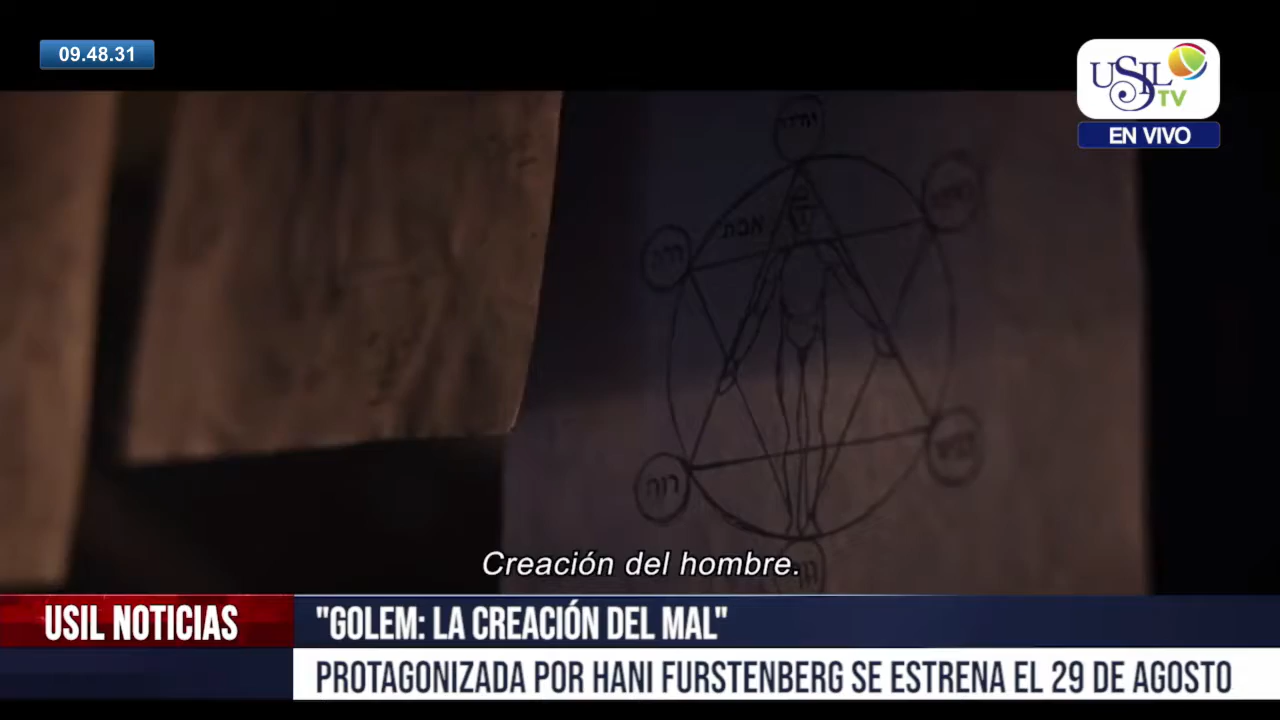 09.48.31
USIL
TV
EN VIVO
אמת
Creación del hombre.
USIL NOTICIAS
"GOLEM: LA CREACIÓN DEL MAL"
PROTAGONIZADA POR HANI FURSTENBERG SE ESTRENA EL 29 DE AGOSTO